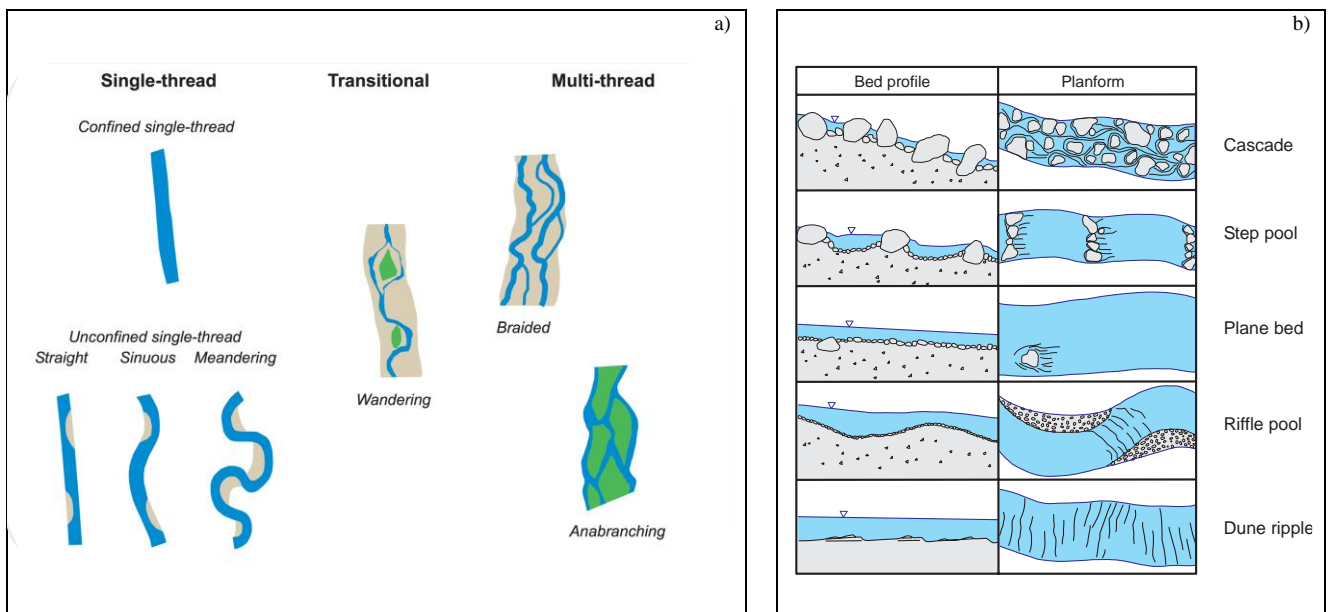 a)
Single-thread
Transitional
Multi-thread
Confined single-thread
Braided
Unconfined single-thread
Straight
Sinuous
Meandering
Wandering
Anabranching
b)
Bed profile
Planform
Cascade
Step pool
Plane bed
Riffle pool
Dune ripple